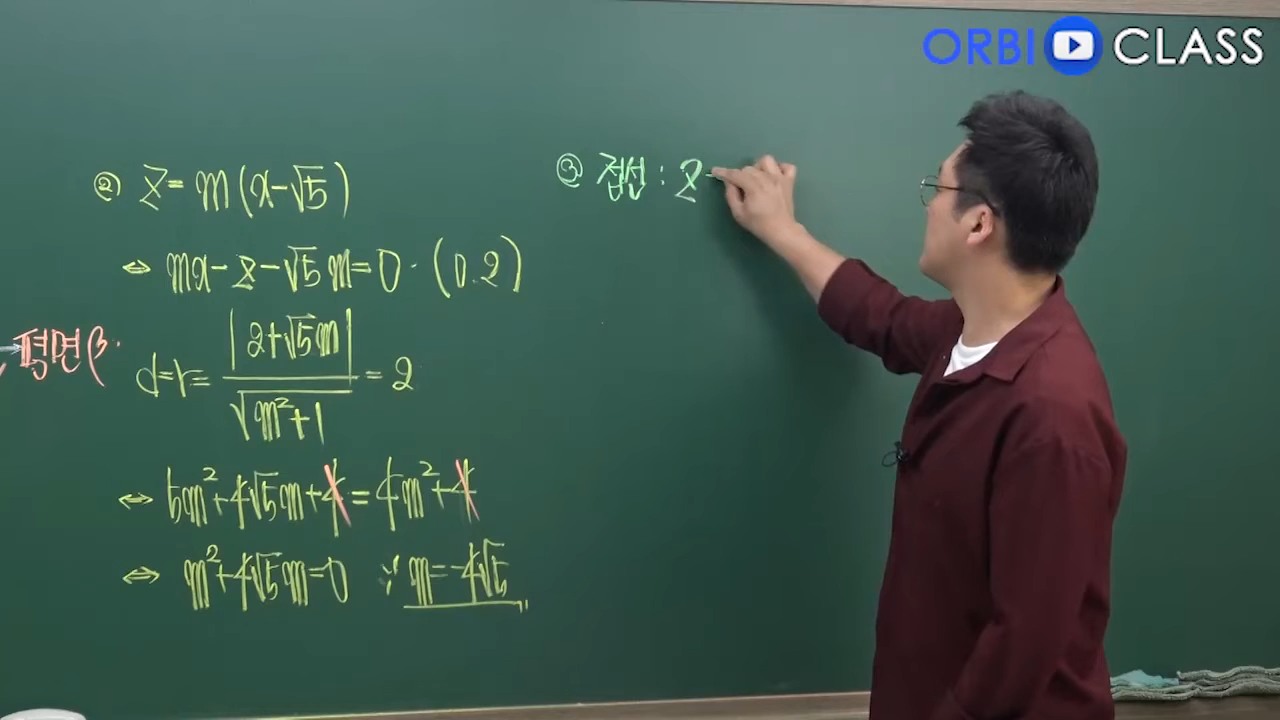 ORBI CLASS
② z=m(x-√5)
⇔ mx-z-√5m=0. (0.2)
평면β.
d=r= |2+√5m| / √m²+1 = 2
⇔ 5m²+4√5m+4=4m²+4
⇔ m²+4√5m=0 ∴ m=-4√5
③ 접선: z-